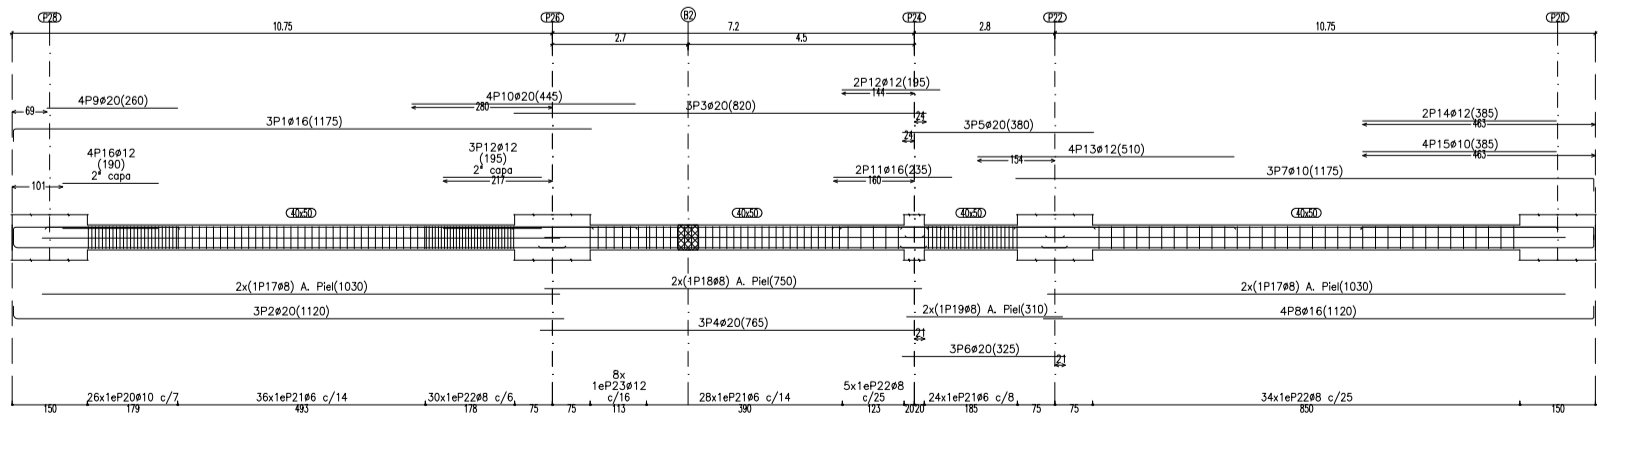 P28 P26 B2 P24 P22 P20
10.75 7.2 2.8 10.75
2.7 4.5
2P12ø12(195)
144
4P9ø20(260)
4P10ø20(445)
280
3P3ø20(820)
69
24
2P14ø12(385)
463
3P1ø16(1175)
3P5ø20(380)
24
4P16ø12
(190)
2ª capa
101
3P12ø12
(195)
2ª capa
217
4P13ø12(510)
154
4P15ø10(385)
463
2P11ø16(235)
160
3P7ø10(1175)
40x50 40x50 40x50 40x50
2x(1P17ø8) A. Piel(1030)
2x(1P18ø8) A. Piel(750)
2x(1P17ø8) A. Piel(1030)
3P2ø20(1120)
2x(1P19ø8) A. Piel(310)
4P8ø16(1120)
3P4ø20(765)
21
3P6ø20(325)
21
8x
1eP23ø12
c/16
5x1eP22ø8
c/25
26x1eP20ø10 c/7 36x1eP21ø6 c/14 30x1eP22ø8 c/6 28x1eP21ø6 c/14 24x1eP21ø6 c/8 34x1eP22ø8 c/25
150 179 493 178 75 75 113 390 123 2020 185 75 75 850 150